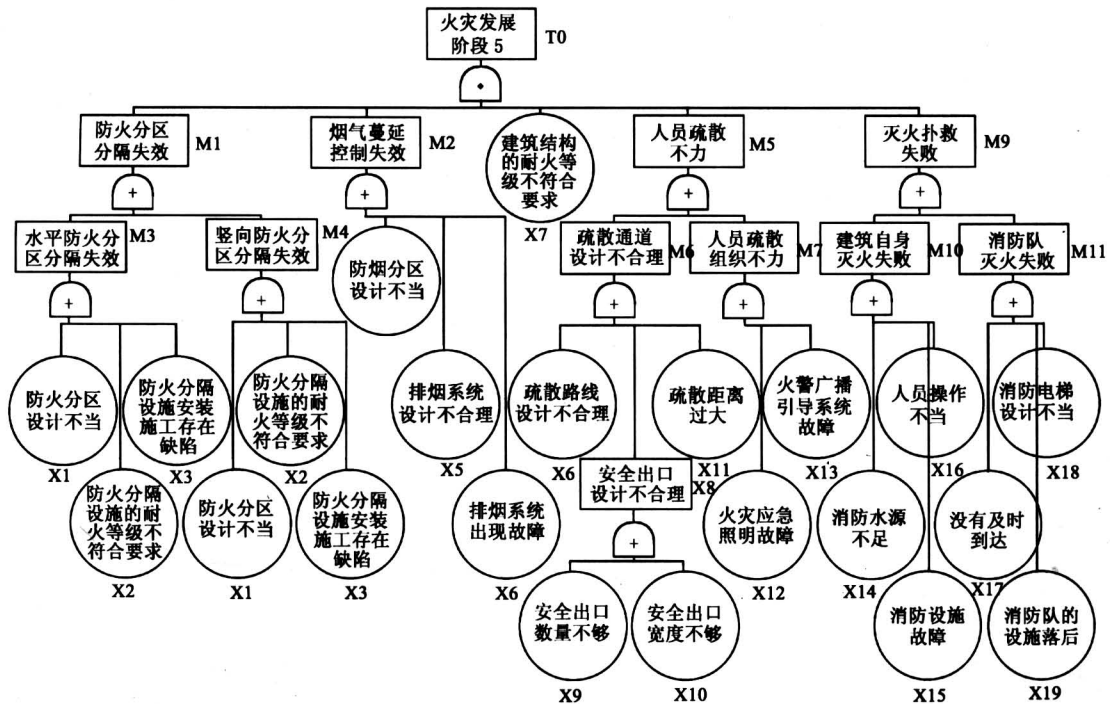 火灾发展
阶段 5
T0
防火分区
分隔失效
M1
烟气蔓延
控制失效
M2
建筑结构
的耐火等
级不符合
要求
X7
人员疏散
不力
M5
灭火扑救
失败
M9
水平防火分
区分隔失效
M3
竖向防火分
区分隔失效
M4
防烟分区
设计不当
疏散通道
设计不合理
M6
人员疏散
组织不力
M7
建筑自身
灭火失败
M10
消防队
灭火失败
M11
防火分区
设计不当
X1
防火分隔
设施安装
施工存在
缺陷
X3
防火分隔
设施的耐
火等级不
符合要求
X2
排烟系统
设计不合理
X5
疏散路线
设计不合理
X6
疏散距离
过大
X11
火警广播
引导系统
故障
X13
人员操作
不当
X16
消防电梯
设计不当
X18
防火分隔
设施的耐
火等级不
符合要求
X2
防火分区
设计不当
X1
防火分隔
设施安装
施工存在
缺陷
X3
排烟系统
出现故障
X6
安全出口
设计不合理
X8
火灾应急
照明故障
X12
消防水源
不足
X14
没有及时
到达
X17
安全出口
数量不够
X9
安全出口
宽度不够
X10
消防设施
故障
X15
消防队的
设施落后
X19